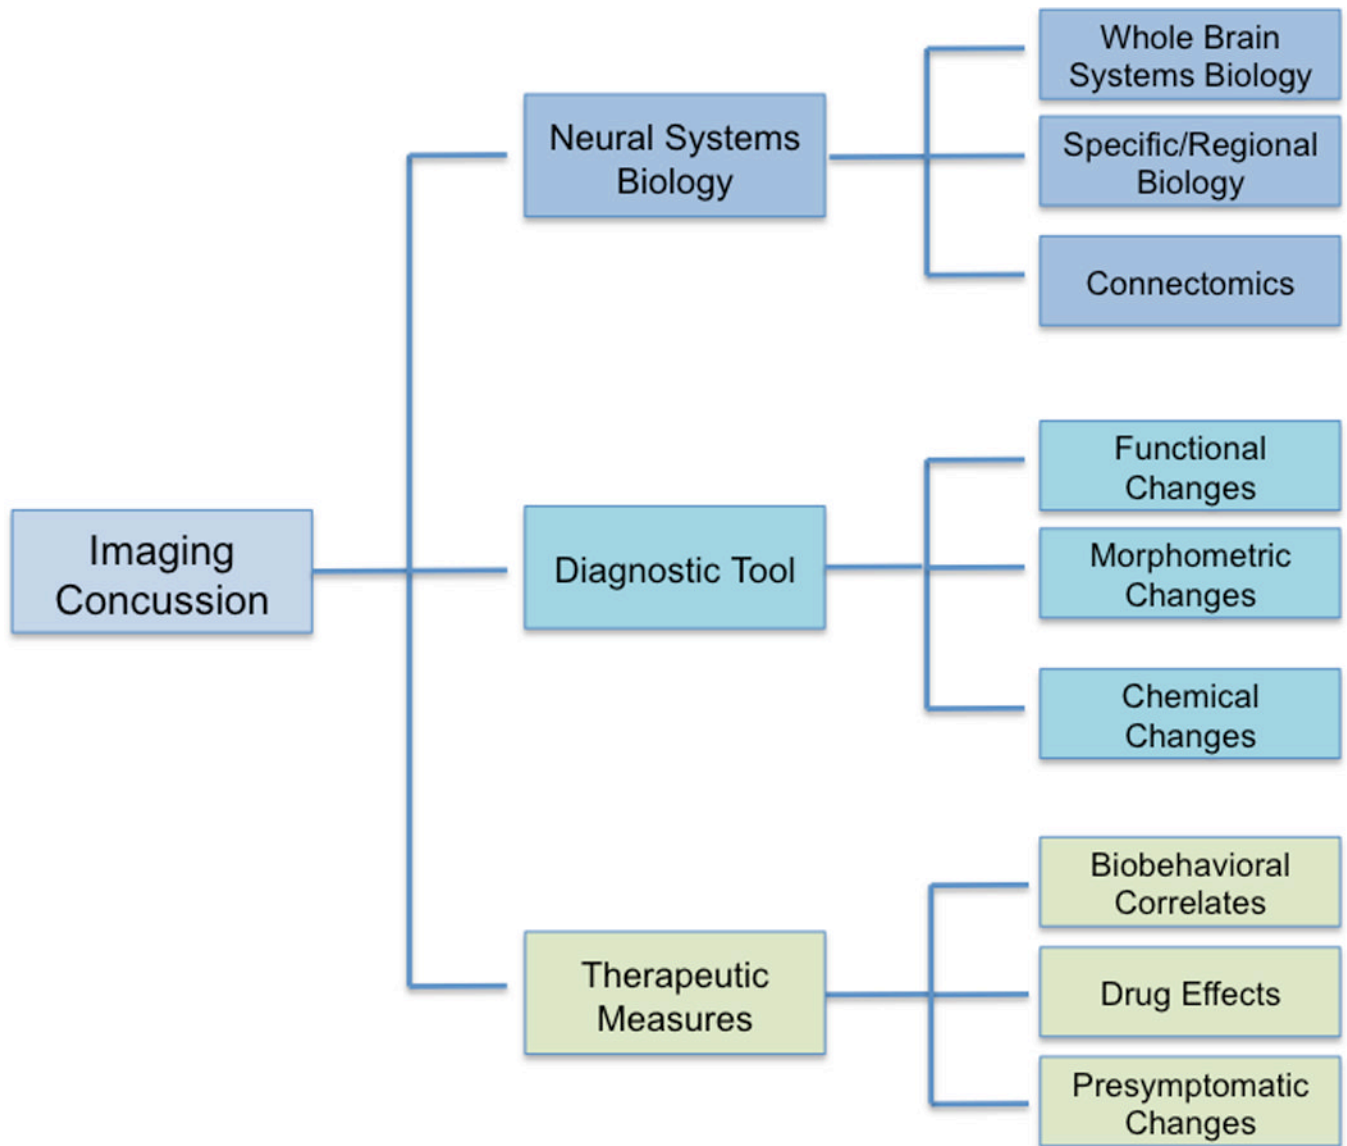 Imaging
Concussion
Neural Systems
Biology
Whole Brain
Systems Biology
Specific/Regional
Biology
Connectomics
Diagnostic Tool
Functional
Changes
Morphometric
Changes
Chemical
Changes
Therapeutic
Measures
Biobehavioral
Correlates
Drug Effects
Presymptomatic
Changes